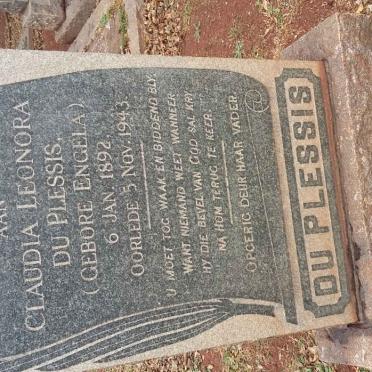 AAN
CLAUDIA LEONORA
DU PLESSIS.
(GEBORE ENGELA)
6 JAN. 1892.
OORLEDE 5 NOV. 1943.
U MOET TOG WAAK EN BIDDEND BLY.
WANT NIEMAND WEET WANNEER
HY DIE BEVEL VAN GOD SAL KRY
NA HOM TERUG TE KEER.
OPGERIG DEUR HAAR VADER.
DU PLESSIS